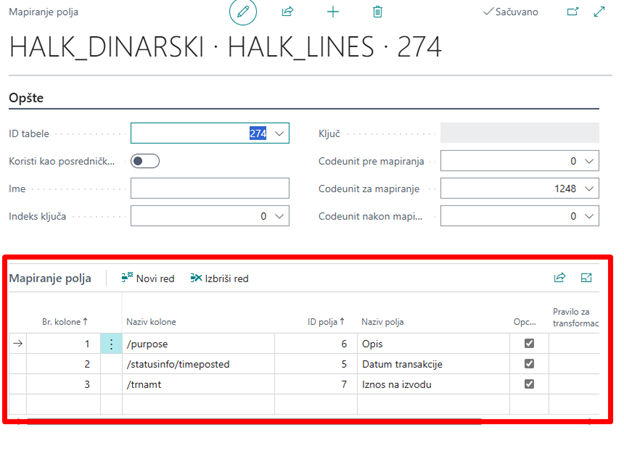 Mapiranje polja
Sačuvano
HALK_DINARSKI · HALK_LINES · 274
Opšte
ID tabele 274
Ključ
Koristi kao posredničk...
Codeunit pre mapiranja 0
Ime
Codeunit za mapiranje 1248
Indeks ključa 0
Codeunit nakon mapi... 0
Mapiranje polja Novi red Izbriši red
Br. kolone ↑ Naziv kolone ID polja ↑ Naziv polja Opc... Pravilo za
transformac
1 /purpose 6 Opis
2 /statusinfo/timeposted 5 Datum transakcije
3 /trnamt 7 Iznos na izvodu